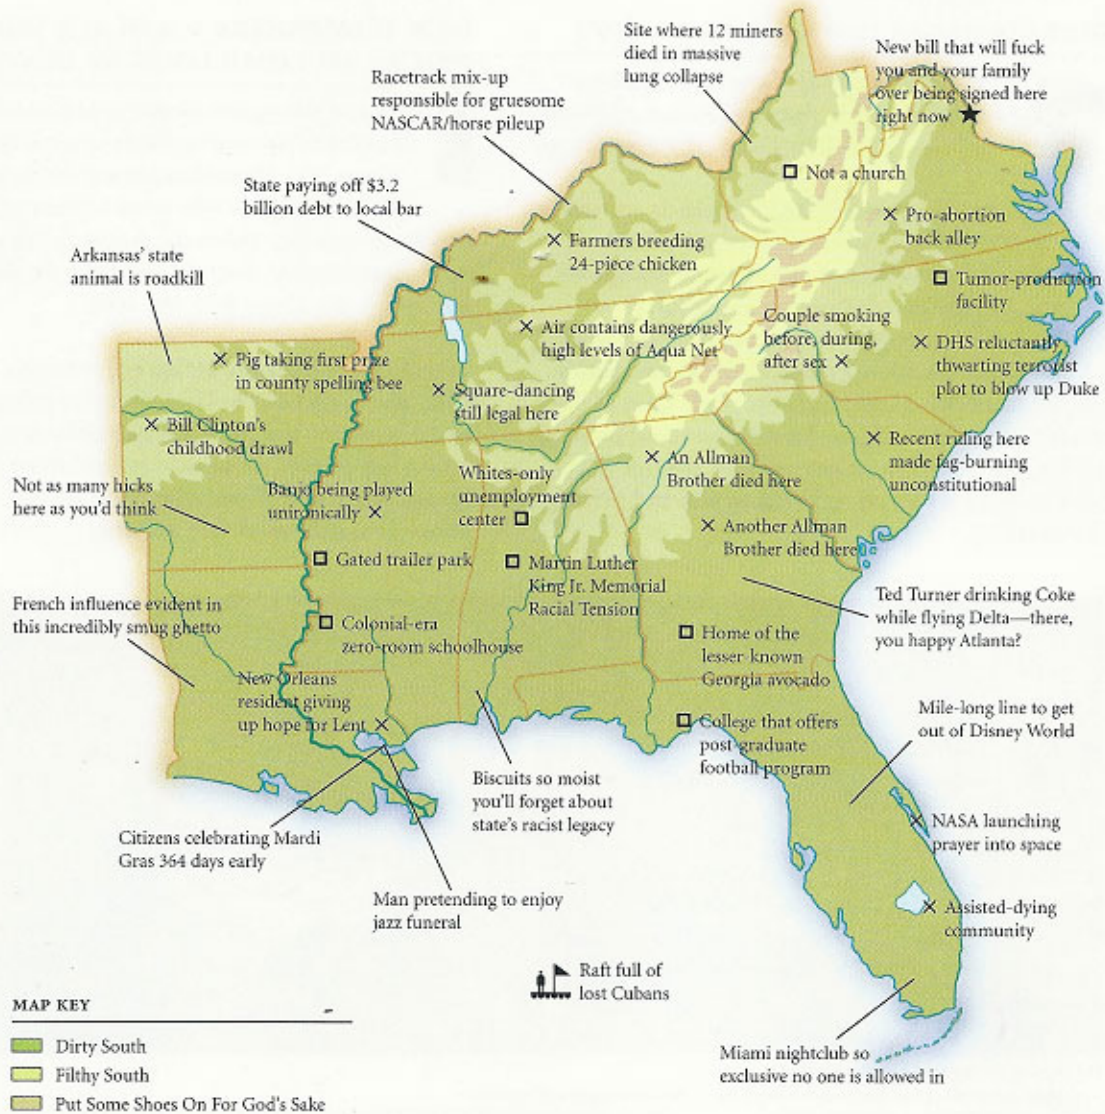 Site where 12 miners
died in massive
lung collapse
New bill that will fuck
you and your family
over being signed here
right now
Racetrack mix-up
responsible for gruesome
NASCAR/horse pileup
Not a church
State paying off $3.2
billion debt to local bar
Pro-abortion
back alley
Farmers breeding
24-piece chicken
Arkansas' state
animal is roadkill
Tumor-production
facility
Couple smoking
before, during,
after sex
Air contains dangerously
high levels of Aqua Net
DHS reluctantly
thwarting terrorist
plot to blow up Duke
Pig taking first prize
in county spelling bee
Square-dancing
still legal here
Bill Clinton's
childhood drawl
Recent ruling here
made fag-burning
unconstitutional
An Allman
Brother died here
Whites-only
unemployment
center
Not as many hicks
here as you'd think
Banjo being played
unironically
Another Allman
Brother died here
Gated trailer park
Martin Luther
King Jr. Memorial
Racial Tension
Ted Turner drinking Coke
while flying Delta—there,
you happy Atlanta?
French influence evident in
this incredibly smug ghetto
Colonial-era
zero-room schoolhouse
Home of the
lesser-known
Georgia avocado
New Orleans
resident giving
up hope for Lent
Mile-long line to get
out of Disney World
College that offers
post-graduate
football program
Biscuits so moist
you'll forget about
state's racist legacy
Citizens celebrating Mardi
Gras 364 days early
NASA launching
prayer into space
Man pretending to enjoy
jazz funeral
Assisted-dying
community
Raft full of
lost Cubans
Miami nightclub so
exclusive no one is allowed in
MAP KEY
Dirty South
Filthy South
Put Some Shoes On For God's Sake